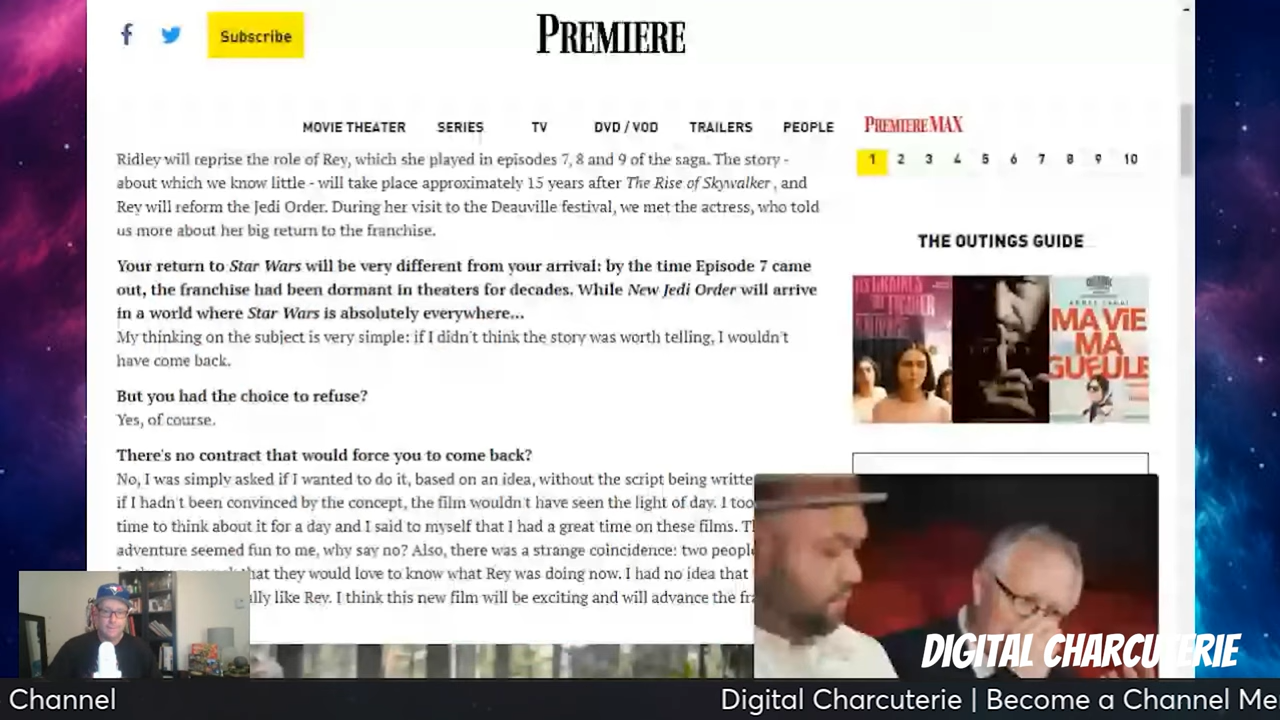 Subscribe
PREMIERE
MOVIE THEATER SERIES TV DVD / VOD TRAILERS PEOPLE
PREMIERE MAX
1 2 3 4 5 6 7 8 9 10
Ridley will reprise the role of Rey, which she played in episodes 7, 8 and 9 of the saga. The story -
about which we know little - will take place approximately 15 years after The Rise of Skywalker , and
Rey will reform the Jedi Order. During her visit to the Deauville festival, we met the actress, who told
us more about her big return to the franchise.
Your return to Star Wars will be very different from your arrival: by the time Episode 7 came
out, the franchise had been dormant in theaters for decades. While New Jedi Order will arrive
in a world where Star Wars is absolutely everywhere...
My thinking on the subject is very simple: if I didn't think the story was worth telling, I wouldn't
have come back.
But you had the choice to refuse?
Yes, of course.
There's no contract that would force you to come back?
No, I was simply asked if I wanted to do it, based on an idea, without the script being writte
if I hadn't been convinced by the concept, the film wouldn't have seen the light of day. I too
time to think about it for a day and I said to myself that I had a great time on these films. Th
adventure seemed fun to me, why say no? Also, there was a strange coincidence: two people
that they would love to know what Rey was doing now. I had no idea that
lly like Rey. I think this new film will be exciting and will advance the fra
THE OUTINGS GUIDE
MA VIE
MA
GUEULE
DIGITAL CHARCUTERIE
Channel
Digital Charcuterie | Become a Channel Me